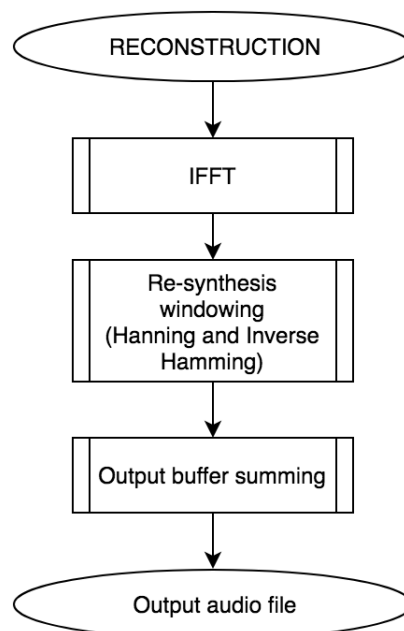 RECONSTRUCTION
IFFT
Re-synthesis
windowing
(Hanning and Inverse
Hamming)
Output buffer summing
Output audio file